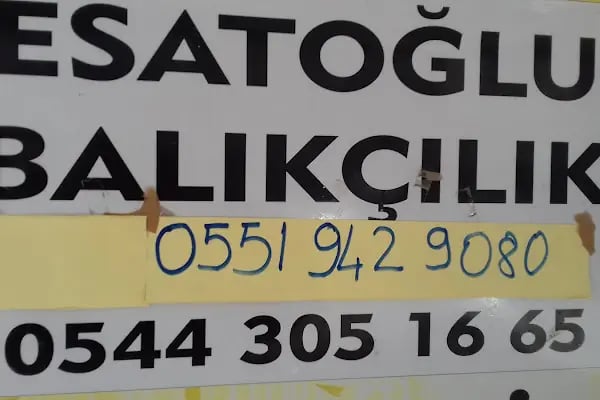 ESATOĞLU
BALIKÇILIK
0551 942 9080
0544 305 16 65